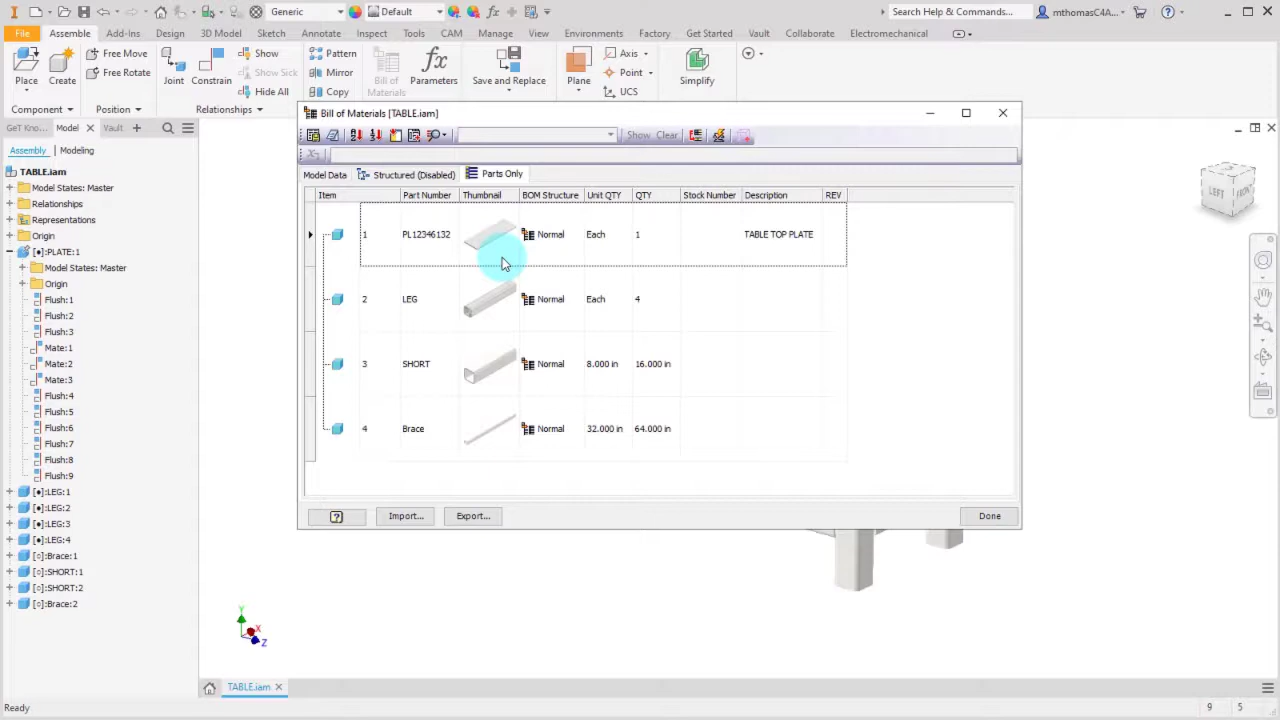 Generic
Default
Search Help & Commands...
mthomasC4A...
File Assemble Add-Ins Design 3D Model Sketch Annotate Inspect Tools CAM Manage View Environments Factory Get Started Vault Collaborate Electromechanical
Place
Create
Free Move
Free Rotate
Joint
Constrain
Show
Show Sick
Hide All
Pattern
Mirror
Copy
Bill of
Materials
Parameters
Save and Replace
Plane
Axis
Point
UCS
Simplify
Component
Position
Relationships
GeT Kno... Model Vault
Assembly Modeling
TABLE.iam
Model States: Master
Relationships
Representations
Origin
[●]:PLATE:1
Model States: Master
Origin
Flush:1
Flush:2
Flush:3
Mate:1
Mate:2
Mate:3
Flush:4
Flush:5
Flush:6
Flush:7
Flush:8
Flush:9
[●]:LEG:1
[●]:LEG:2
[●]:LEG:3
[●]:LEG:4
[○]:Brace:1
[○]:SHORT:1
[○]:SHORT:2
[○]:Brace:2
Bill of Materials [TABLE.iam]
Show Clear
Model Data Structured (Disabled) Parts Only
Item Part Number Thumbnail BOM Structure Unit QTY QTY Stock Number Description REV
1 PL12346132 Normal Each 1 TABLE TOP PLATE
2 LEG Normal Each 4
3 SHORT Normal 8.000 in 16.000 in
4 Brace Normal 32.000 in 64.000 in
Import... Export... Done
LEFT FRONT
Y
X
Z
TABLE.iam
Ready 9 5